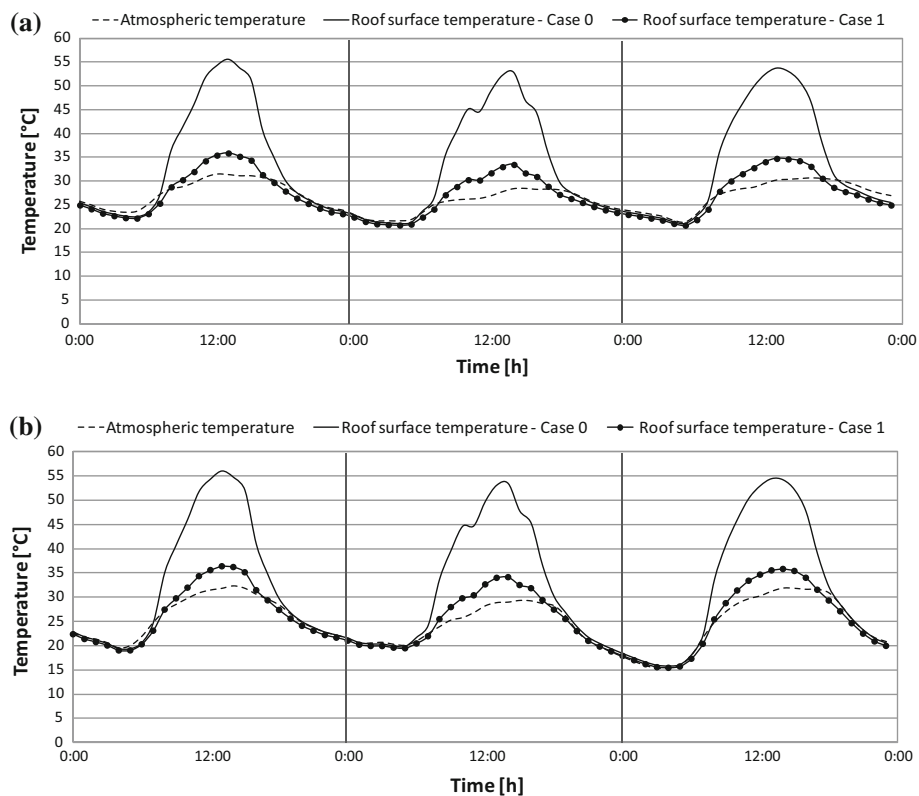 (a)
Atmospheric temperature
Roof surface temperature - Case 0
Roof surface temperature - Case 1
60
55
50
45
40
35
30
25
20
15
10
5
0
Temperature [°C]
0:00 12:00 0:00 12:00 0:00 12:00 0:00
Time [h]
(b)
Atmospheric temperature
Roof surface temperature - Case 0
Roof surface temperature - Case 1
60
55
50
45
40
35
30
25
20
15
10
5
0
Temperature [°C]
0:00 12:00 0:00 12:00 0:00 12:00 0:00
Time [h]